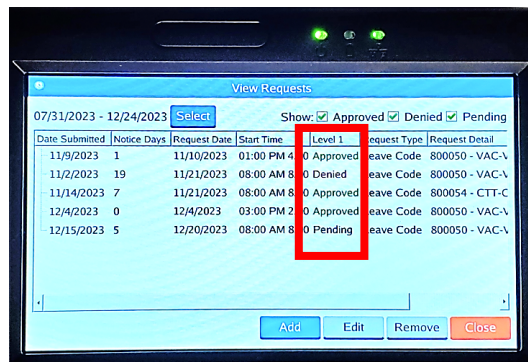 View Requests
07/31/2023 - 12/24/2023 Select Show: Approved Denied Pending
Date Submitted Notice Days Request Date Start Time Level 1 Request Type Request Detail
11/9/2023 1 11/10/2023 01:00 PM 4. 0 Approved Leave Code 800050 - VAC-V
11/2/2023 19 11/21/2023 08:00 AM 8. 0 Denied Leave Code 800050 - VAC-V
11/14/2023 7 11/21/2023 08:00 AM 8. 0 Approved Leave Code 800054 - CTT-C
12/4/2023 0 12/4/2023 03:00 PM 2. 0 Approved Leave Code 800050 - VAC-V
12/15/2023 5 12/20/2023 08:00 AM 8. 0 Pending Leave Code 800050 - VAC-V
Add Edit Remove Close